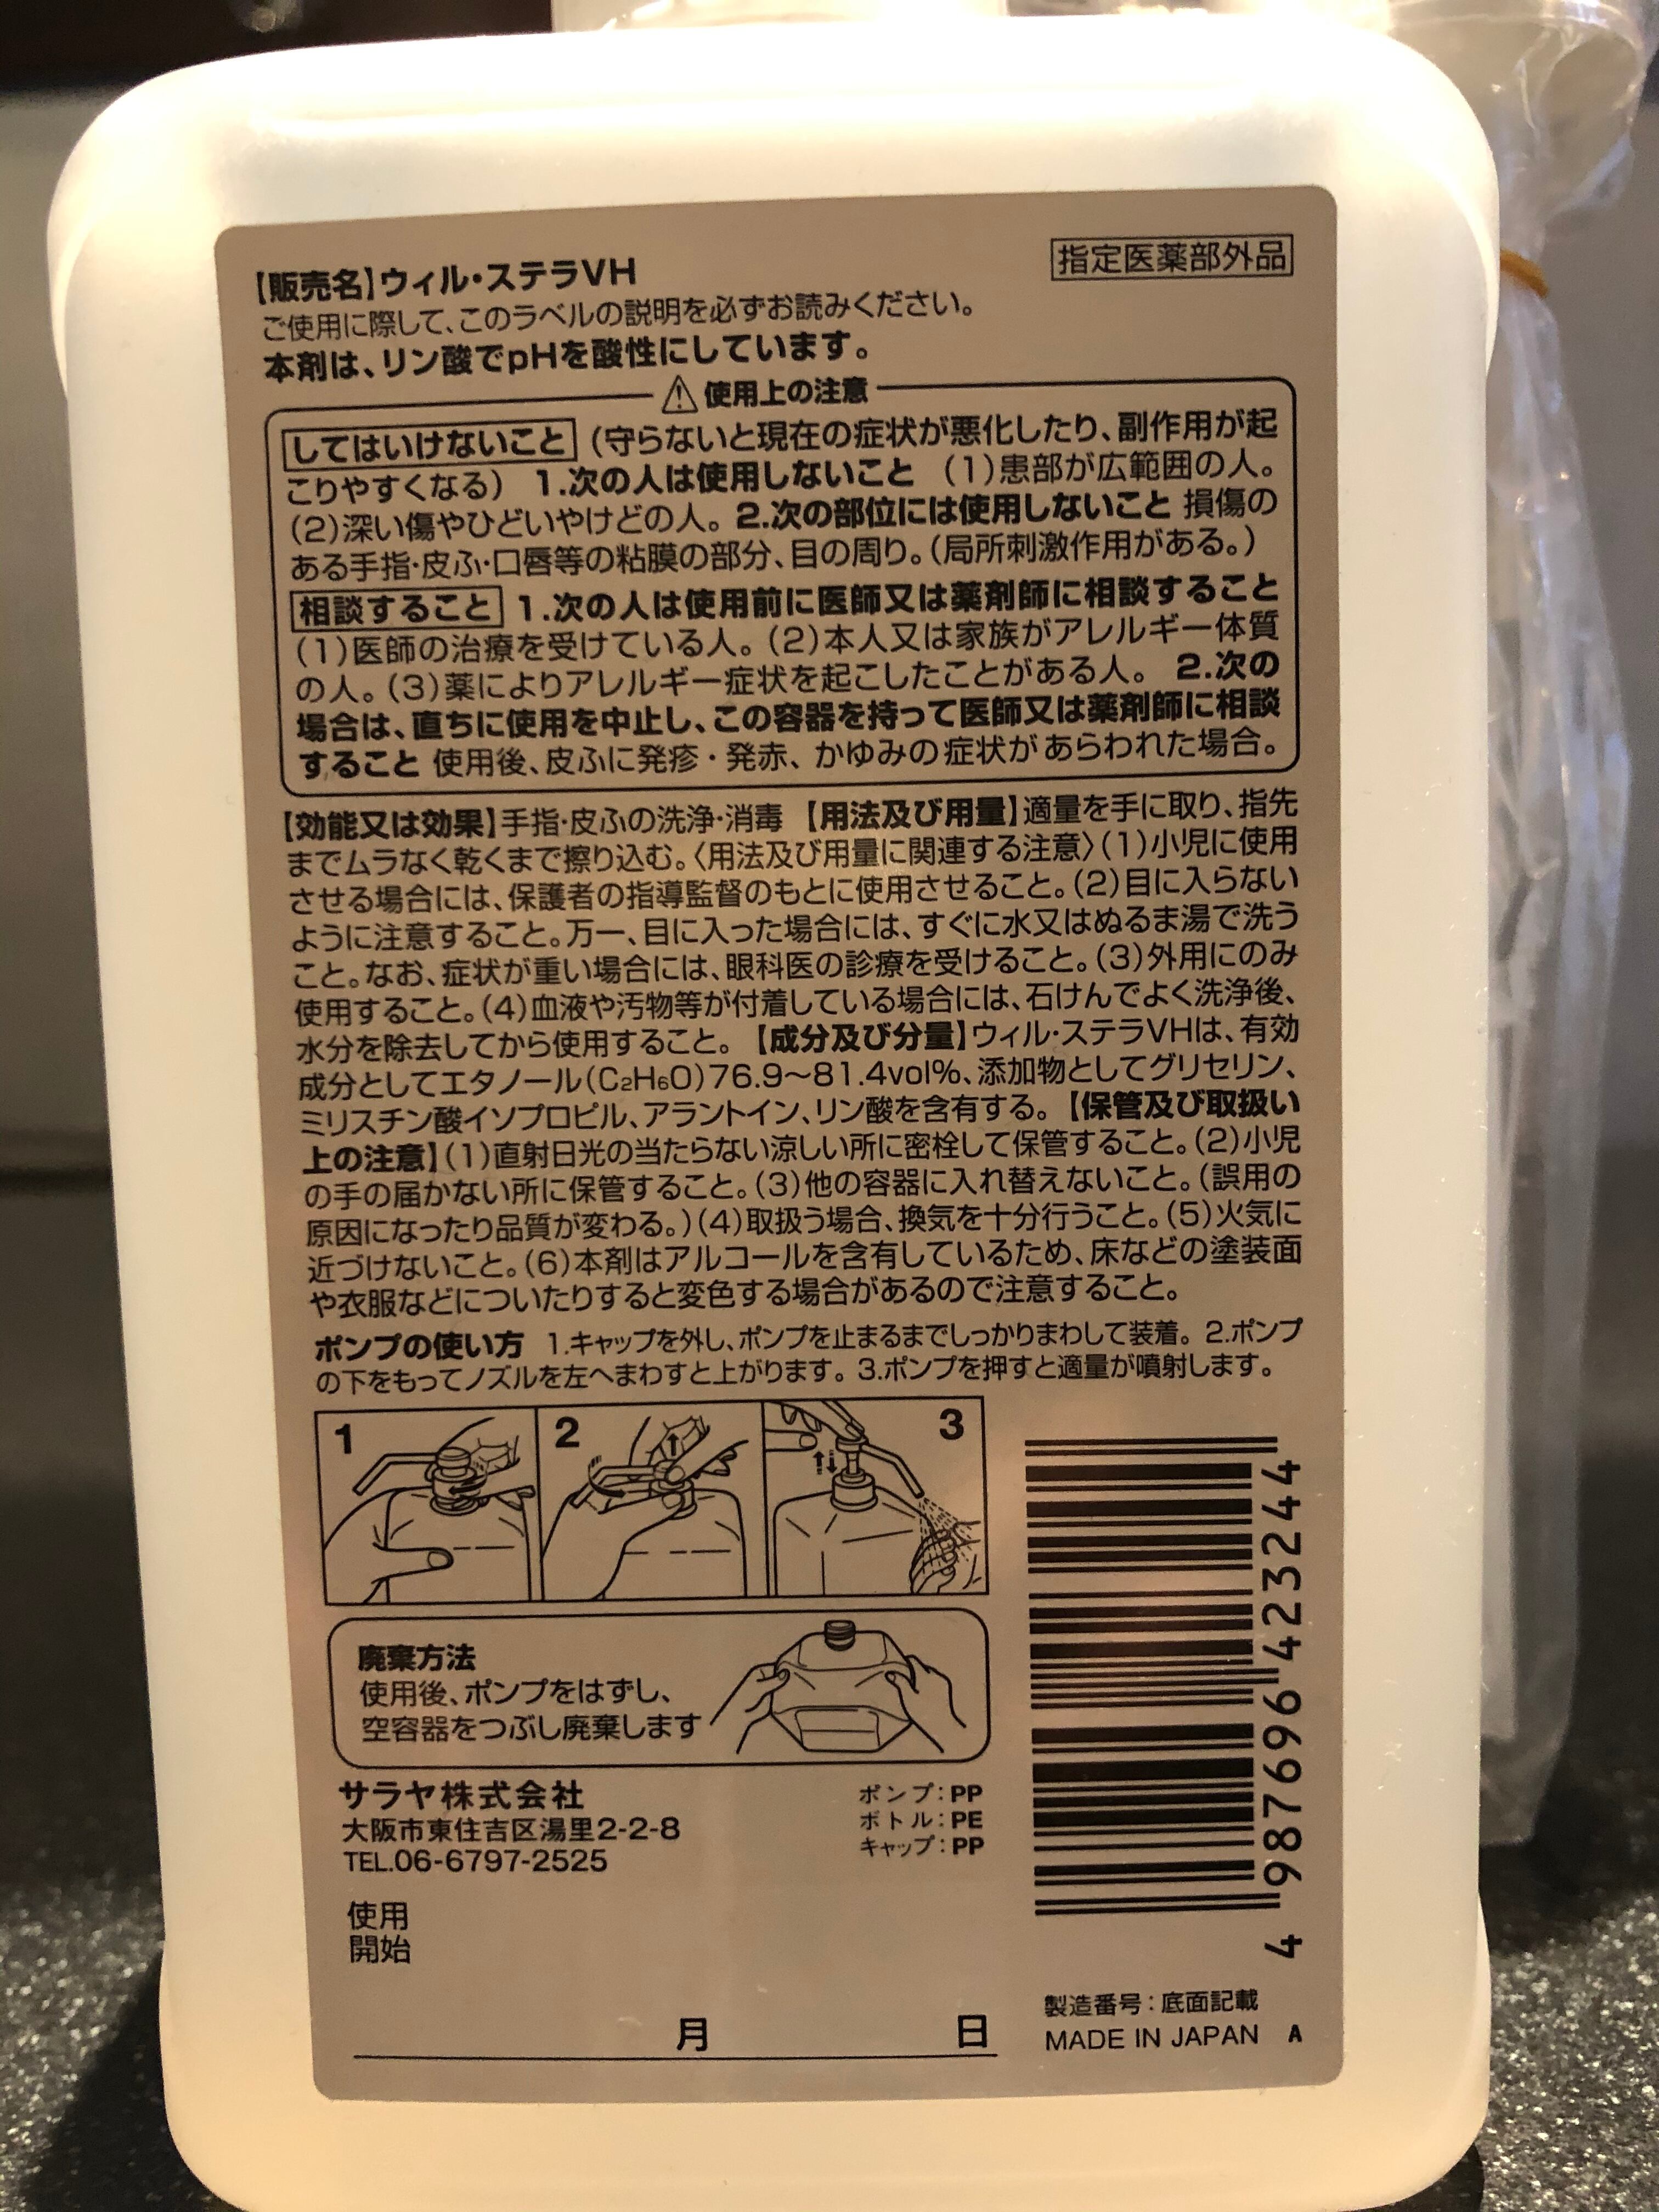 【販売名】ウィル・ステラVH
指定医薬部外品
ご使用に際して、このラベルの説明を必ずお読みください。
本剤は、リン酸でpHを酸性にしています。
使用上の注意
してはいけないこと (守らないと現在の症状が悪化したり、副作用が起
こりやすくなる) 1.次の人は使用しないこと (1)患部が広範囲の人。
(2)深い傷やひどいやけどの人。2.次の部位には使用しないこと 損傷の
ある手指・皮ふ・口唇等の粘膜の部分、目の周り。(局所刺激作用がある。)
相談すること 1.次の人は使用前に医師又は薬剤師に相談すること
(1)医師の治療を受けている人。(2)本人又は家族がアレルギー体質
の人。(3)薬によりアレルギー症状を起こしたことがある人。 2.次の
場合は、直ちに使用を中止し、この容器を持って医師又は薬剤師に相談
すること 使用後、皮ふに発疹・発赤、かゆみの症状があらわれた場合。
【効能又は効果】手指・皮ふの洗浄・消毒 【用法及び用量】適量を手に取り、指先
までムラなく乾くまで擦り込む。〈用法及び用量に関連する注意〉(1)小児に使用
させる場合には、保護者の指導監督のもとに使用させること。(2)目に入らない
ように注意すること。万一、目に入った場合には、すぐに水又はぬるま湯で洗う
こと。なお、症状が重い場合には、眼科医の診療を受けること。(3)外用にのみ
使用すること。(4)血液や汚物等が付着している場合には、石けんでよく洗浄後、
水分を除去してから使用すること。【成分及び分量】ウィル・ステラVHは、有効
成分としてエタノール(C₂H₆O)76.9〜81.4vol%、添加物としてグリセリン、
ミリスチン酸イソプロピル、アラントイン、リン酸を含有する。【保管及び取扱い
上の注意】(1)直射日光の当たらない涼しい所に密栓して保管すること。(2)小児
の手の届かない所に保管すること。(3)他の容器に入れ替えないこと。(誤用の
原因になったり品質が変わる。)(4)取扱う場合、換気を十分行うこと。(5)火気に
近づけないこと。(6)本剤はアルコールを含有しているため、床などの塗装面
や衣服などについたりすると変色する場合があるので注意すること。
ポンプの使い方 1.キャップを外し、ポンプを止まるまでしっかりまわして装着。2.ポンプ
の下をもってノズルを左へまわすと上がります。3.ポンプを押すと適量が噴射します。
1 2 3
廃棄方法
使用後、ポンプをはずし、
空容器をつぶし廃棄します
4 987696 423244
サラヤ株式会社
大阪市東住吉区湯里2-2-8
TEL.06-6797-2525
ポンプ:PP
ボトル:PE
キャップ:PP
使用
開始
月 日
製造番号:底面記載
MADE IN JAPAN A